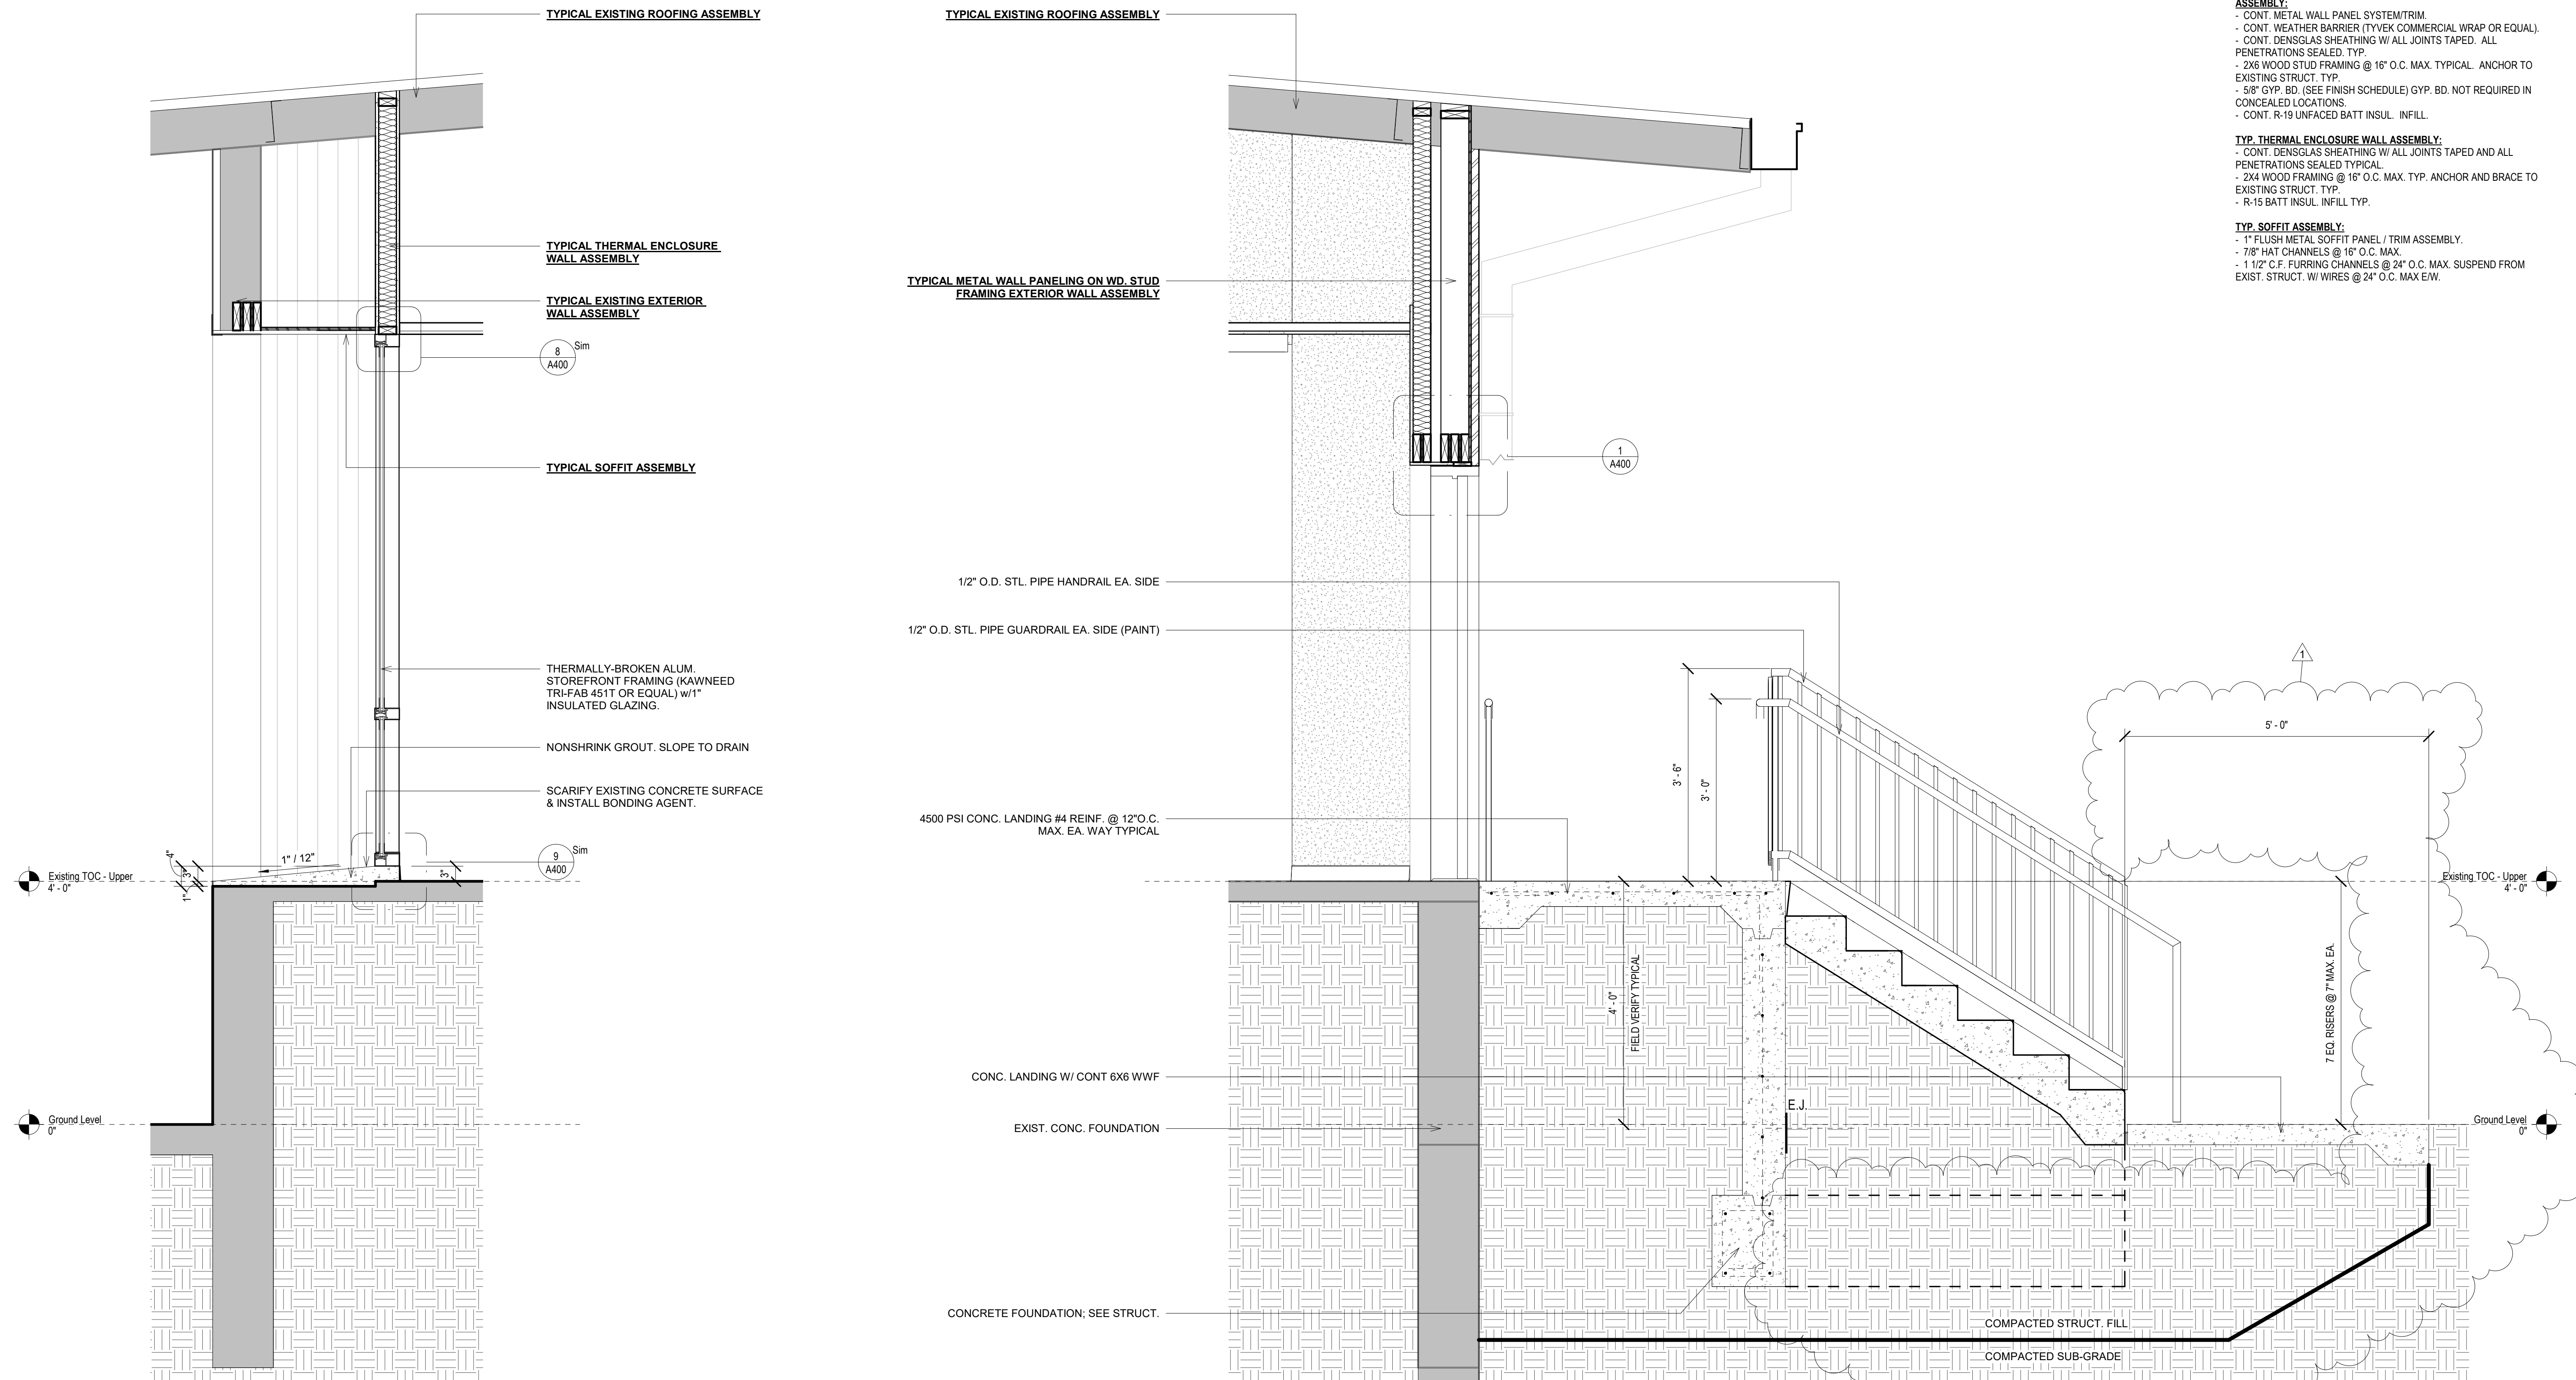 TYPICAL EXISTING ROOFING ASSEMBLY
TYPICAL THERMAL ENCLOSURE
WALL ASSEMBLY
TYPICAL EXISTING EXTERIOR
WALL ASSEMBLY
8
A400
Sim
TYPICAL SOFFIT ASSEMBLY
THERMALLY-BROKEN ALUM.
STOREFRONT FRAMING (KAWNEED
TRI-FAB 451T OR EQUAL) w/1"
INSULATED GLAZING.
NONSHRINK GROUT. SLOPE TO DRAIN
SCARIFY EXISTING CONCRETE SURFACE
& INSTALL BONDING AGENT.
9
A400
Sim
1" / 12"
4"
3"
1"
3"
Existing TOC - Upper
4' - 0"
Ground Level
0"
TYPICAL EXISTING ROOFING ASSEMBLY
TYPICAL METAL WALL PANELING ON WD. STUD
FRAMING EXTERIOR WALL ASSEMBLY
1
A400
1/2" O.D. STL. PIPE HANDRAIL EA. SIDE
1/2" O.D. STL. PIPE GUARDRAIL EA. SIDE (PAINT)
4500 PSI CONC. LANDING #4 REINF. @ 12"O.C.
MAX. EA. WAY TYPICAL
CONC. LANDING W/ CONT 6X6 WWF
EXIST. CONC. FOUNDATION
CONCRETE FOUNDATION; SEE STRUCT.
3' - 6"
3' - 0"
4' - 0"
FIELD VERIFY TYPICAL
E.J.
1
5' - 0"
7 EQ. RISERS @ 7" MAX. EA.
Existing TOC - Upper
4' - 0"
Ground Level
0"
COMPACTED STRUCT. FILL
COMPACTED SUB-GRADE
ASSEMBLY:
- CONT. METAL WALL PANEL SYSTEM/TRIM.
- CONT. WEATHER BARRIER (TYVEK COMMERCIAL WRAP OR EQUAL).
- CONT. DENSGLAS SHEATHING W/ ALL JOINTS TAPED. ALL
PENETRATIONS SEALED. TYP.
- 2X6 WOOD STUD FRAMING @ 16" O.C. MAX. TYPICAL. ANCHOR TO
EXISTING STRUCT. TYP.
- 5/8" GYP. BD. (SEE FINISH SCHEDULE) GYP. BD. NOT REQUIRED IN
CONCEALED LOCATIONS.
- CONT. R-19 UNFACED BATT INSUL. INFILL.
TYP. THERMAL ENCLOSURE WALL ASSEMBLY:
- CONT. DENSGLAS SHEATHING W/ ALL JOINTS TAPED AND ALL
PENETRATIONS SEALED TYPICAL.
- 2X4 WOOD FRAMING @ 16" O.C. MAX. TYP. ANCHOR AND BRACE TO
EXISTING STRUCT. TYP.
- R-15 BATT INSUL. INFILL TYP.
TYP. SOFFIT ASSEMBLY:
- 1" FLUSH METAL SOFFIT PANEL / TRIM ASSEMBLY.
- 7/8" HAT CHANNELS @ 16" O.C. MAX.
- 1 1/2" C.F. FURRING CHANNELS @ 24" O.C. MAX. SUSPEND FROM
EXIST. STRUCT. W/ WIRES @ 24" O.C. MAX E/W.